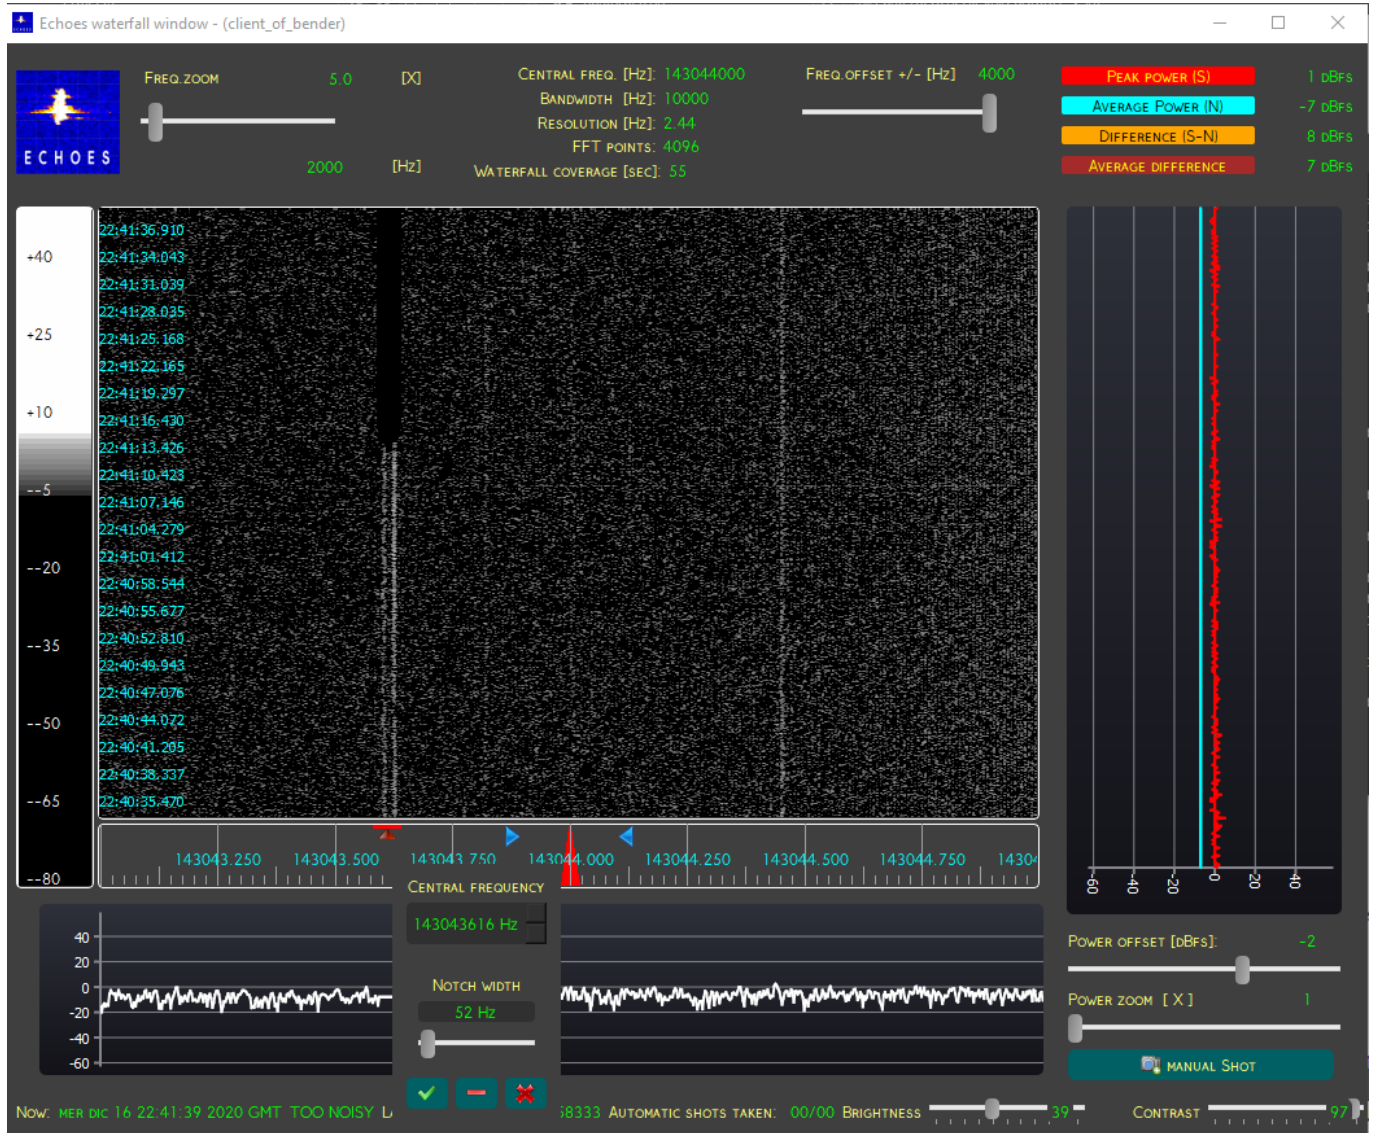 Echoes waterfall window - (client_of_bender)
FREQ.ZOOM 5.0 [X]
2000 [Hz]
CENTRAL FREQ. [Hz]: 143044000
BANDWIDTH [Hz]: 10000
RESOLUTION [Hz]: 2.44
FFT POINTS: 4096
WATERFALL COVERAGE [SEC]: 55
FREQ.OFFSET +/- [Hz] 4000
PEAK POWER (S) 1 DBFS
AVERAGE POWER (N) -7 DBFS
DIFFERENCE (S-N) 8 DBFS
AVERAGE DIFFERENCE 7 DBFS
ECHOES
+40
+25
+10
--5
--20
--35
--50
--65
--80
22:41:36.910
22:41:34.043
22:41:31.039
22:41:28.035
22:41:25.168
22:41:22.165
22:41:19.297
22:41:16.430
22:41:13.426
22:41:10.423
22:41:07.146
22:41:04.279
22:41:01.412
22:40:58.544
22:40:55.677
22:40:52.810
22:40:49.943
22:40:47.076
22:40:44.072
22:40:41.205
22:40:38.337
22:40:35.470
143043.250 143043.500 143043.750 143044.000 143044.250 143044.500 143044.750 14304
-60 -40 -20 0 20 40
CENTRAL FREQUENCY
143043616 Hz
NOTCH WIDTH
52 Hz
40
20
0
-20
-40
-60
POWER OFFSET [DBFS]: -2
POWER ZOOM [ X ] 1
MANUAL SHOT
NOW: MER DIC 16 22:41:39 2020 GMT TOO NOISY 58333 AUTOMATIC SHOTS TAKEN: 00/00 BRIGHTNESS 39 CONTRAST 97